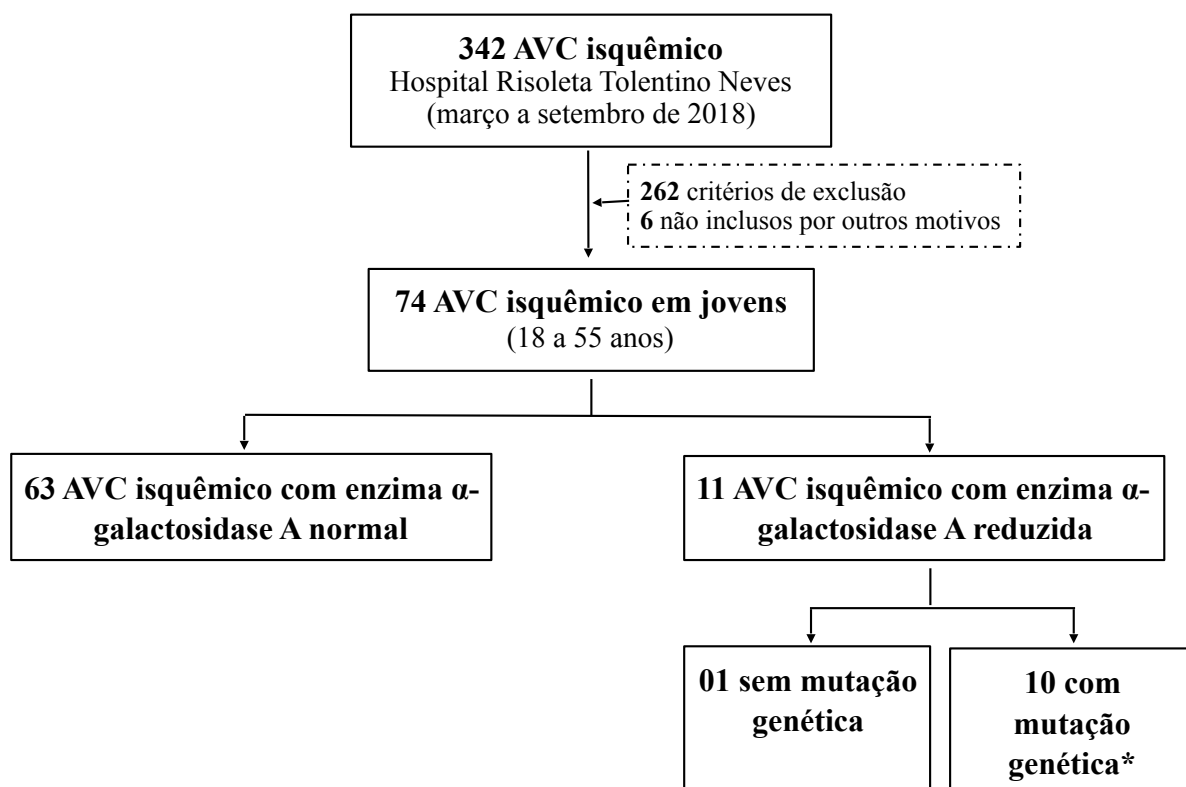 342 AVC isquêmico
Hospital Risoleta Tolentino Neves
(março a setembro de 2018)
262 critérios de exclusão
6 não inclusos por outros motivos
74 AVC isquêmico em jovens
(18 a 55 anos)
63 AVC isquêmico com enzima α-
galactosidase A normal
11 AVC isquêmico com enzima α-
galactosidase A reduzida
01 sem mutação
genética
10 com
mutação
genética*